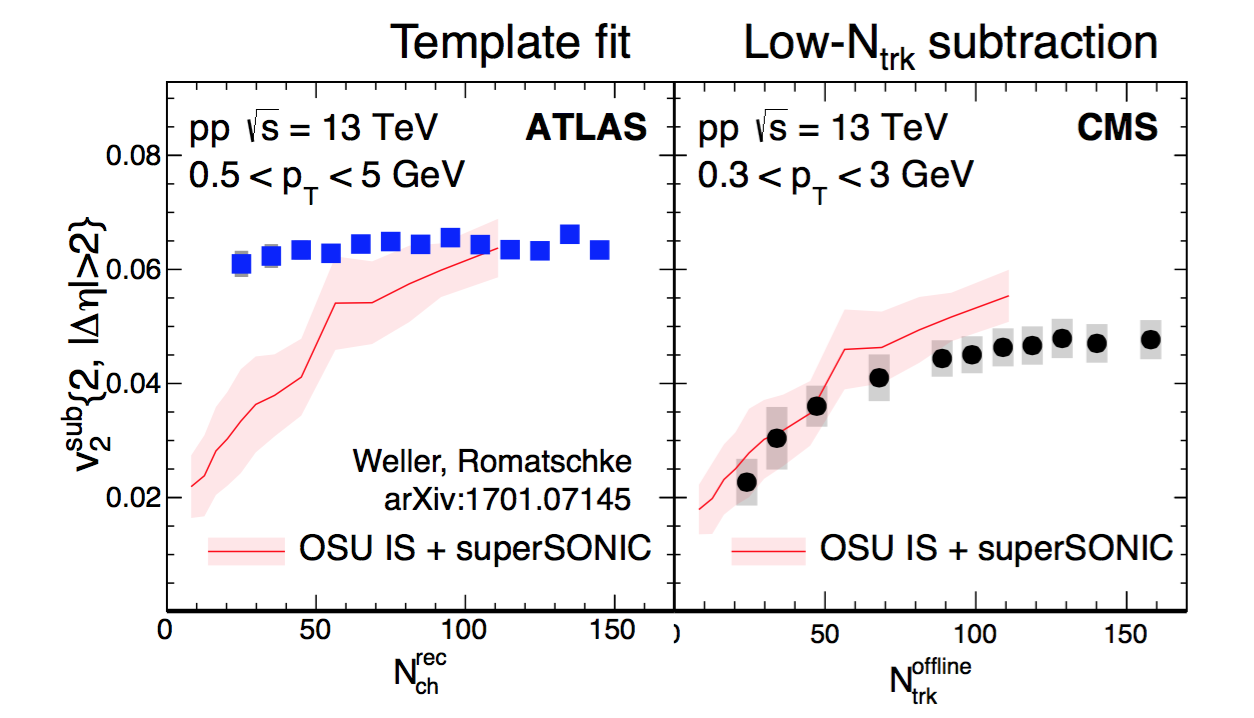 Template fit
Low-N_trk subtraction
pp √s = 13 TeV
ATLAS
0.5 < p_T < 5 GeV
pp √s = 13 TeV
CMS
0.3 < p_T < 3 GeV
v_2^sub{2, |Δη|>2}
0.08
0.06
0.04
0.02
Weller, Romatschke
arXiv:1701.07145
OSU IS + superSONIC
OSU IS + superSONIC
0
50
100
150
50
100
150
N_ch^rec
N_trk^offline